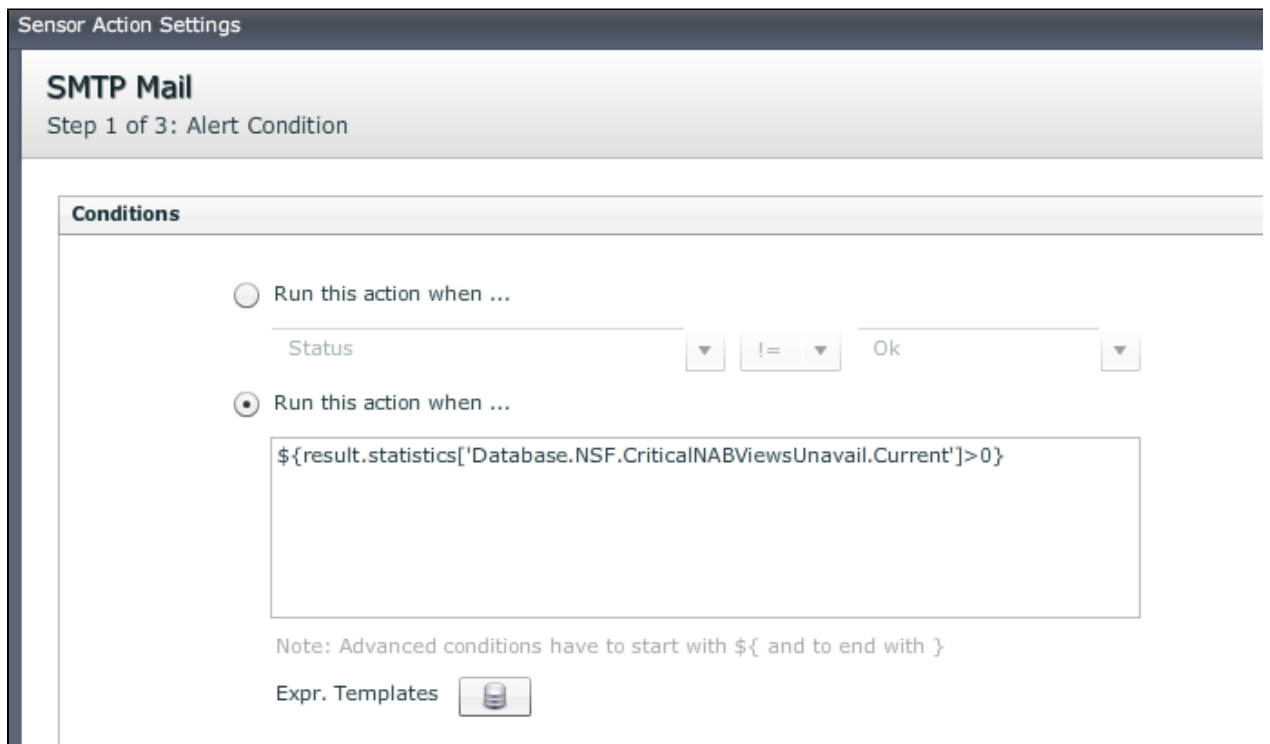 Sensor Action Settings
SMTP Mail
Step 1 of 3: Alert Condition
Conditions
Run this action when ...
Status != Ok
Run this action when ...
${result.statistics['Database.NSF.CriticalNABViewsUnavail.Current']>0}
Note: Advanced conditions have to start with ${ and to end with }
Expr. Templates